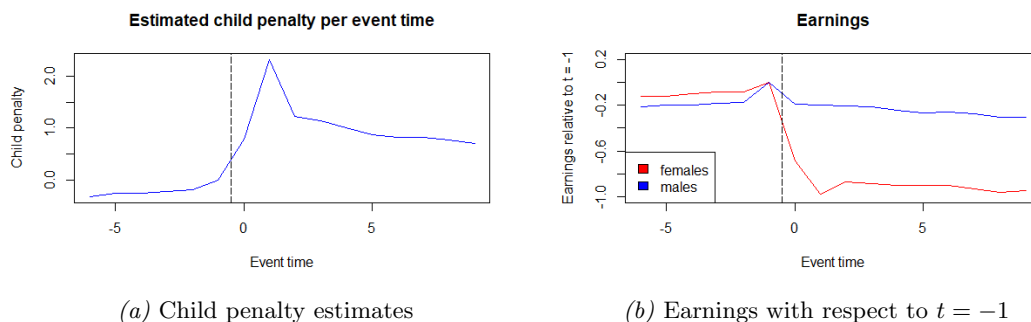 Estimated child penalty per event time
Child penalty
2.0
1.0
0.0
-5
0
5
Event time
(a) Child penalty estimates
Earnings
Earnings relative to t = -1
0.2
-0.2
-0.6
-1.0
females
males
-5
0
5
Event time
(b) Earnings with respect to t = −1